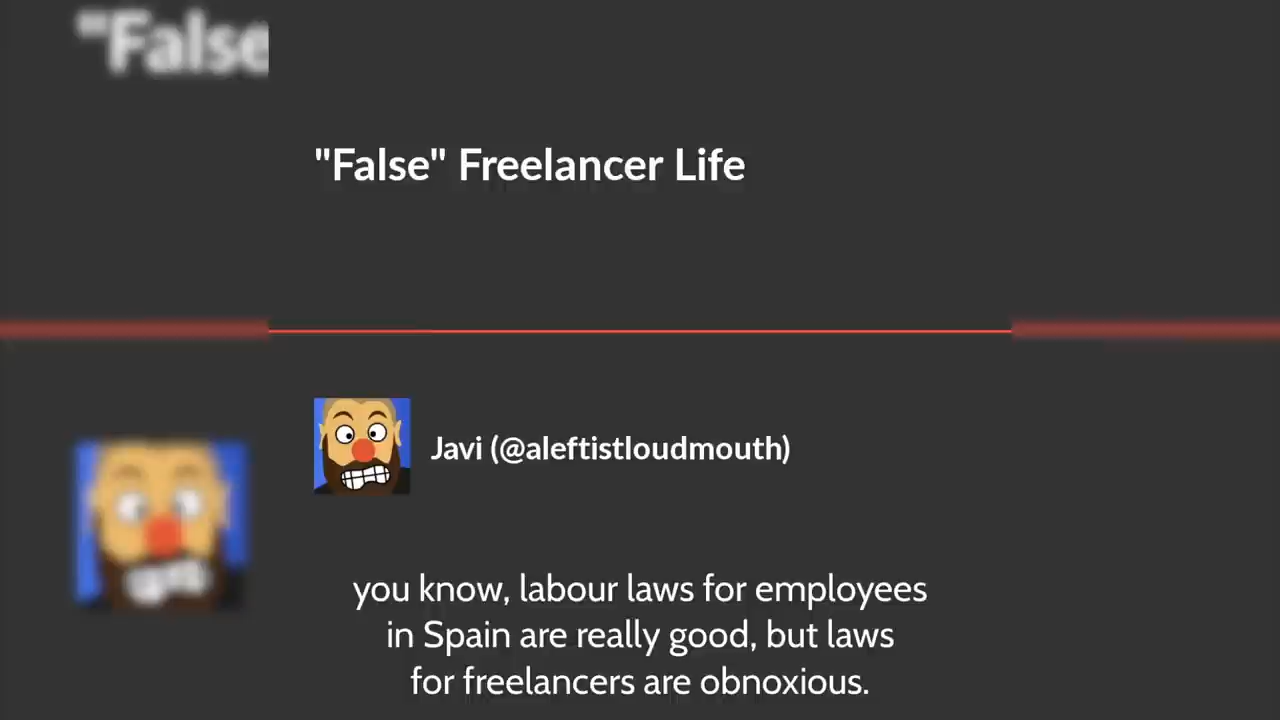 "False
"False" Freelancer Life
Javi (@aleftistloudmouth)
you know, labour laws for employees
in Spain are really good, but laws
for freelancers are obnoxious.